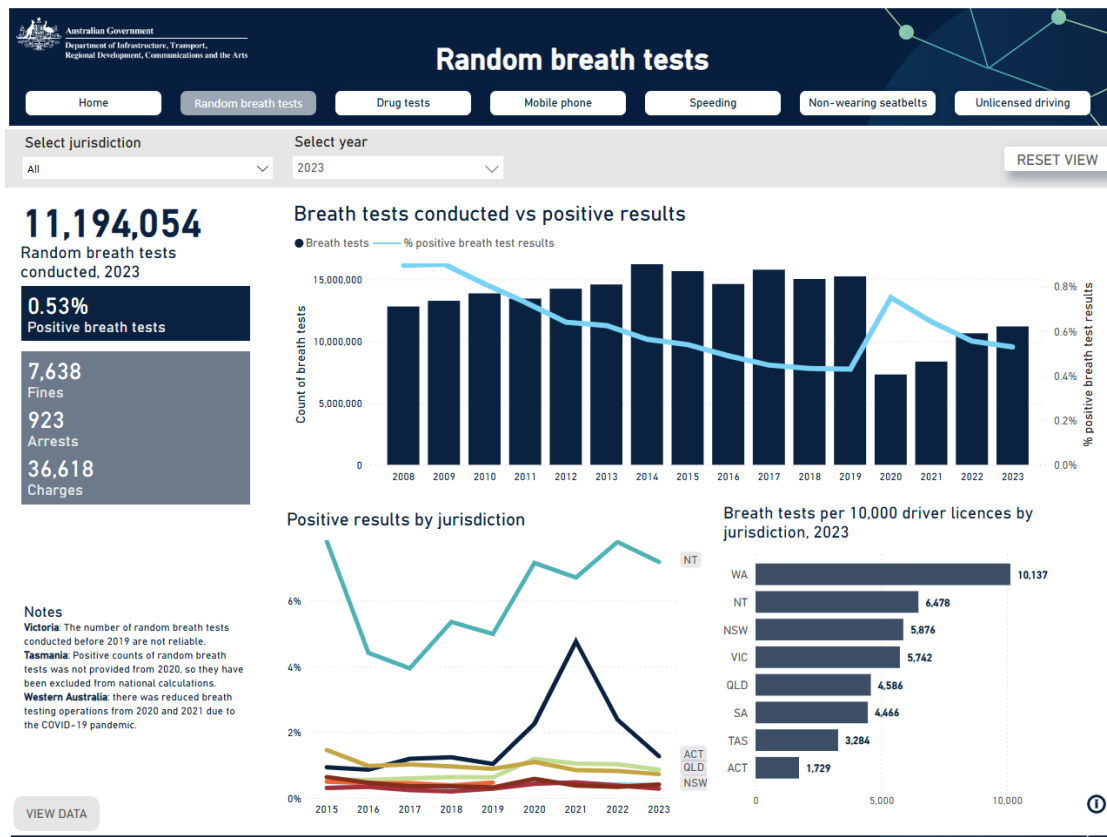 Australian Government
Department of Infrastructure, Transport,
Regional Development, Communications and the Arts
Random breath tests
Home
Random breath tests
Drug tests
Mobile phone
Speeding
Non-wearing seatbelts
Unlicensed driving
Select jurisdiction
All
Select year
2023
RESET VIEW
11,194,054
Random breath tests
conducted, 2023
0.53%
Positive breath tests
7,638
Fines
923
Arrests
36,618
Charges
Notes
Victoria: The number of random breath tests
conducted before 2019 are not reliable.
Tasmania: Positive counts of random breath
tests was not provided from 2020, so they have
been excluded from national calculations.
Western Australia: there was reduced breath
testing operations from 2020 and 2021 due to
the COVID-19 pandemic.
VIEW DATA
Breath tests conducted vs positive results
Breath tests
% positive breath test results
Count of breath tests
15,000,000
10,000,000
5,000,000
0
0.8%
0.6%
0.4%
0.2%
0.0%
% positive breath test results
2008 2009 2010 2011 2012 2013 2014 2015 2016 2017 2018 2019 2020 2021 2022 2023
Positive results by jurisdiction
6%
4%
2%
0%
NT
ACT
QLD
NSW
2015 2016 2017 2018 2019 2020 2021 2022 2023
Breath tests per 10,000 driver licences by
jurisdiction, 2023
WA 10,137
NT 6,478
NSW 5,876
VIC 5,742
QLD 4,586
SA 4,466
TAS 3,284
ACT 1,729
0 5,000 10,000